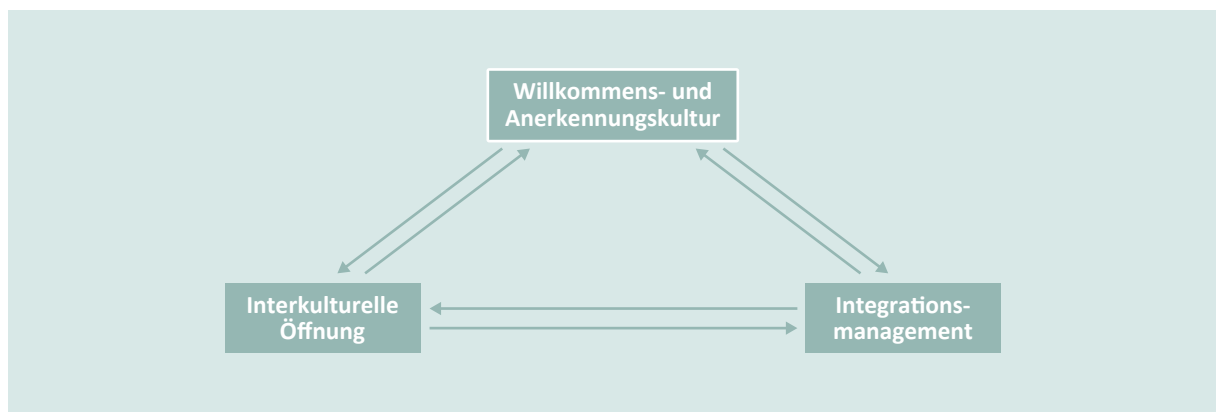 Willkommens- und
Anerkennungskultur
Interkulturelle
Öffnung
Integrations-
management